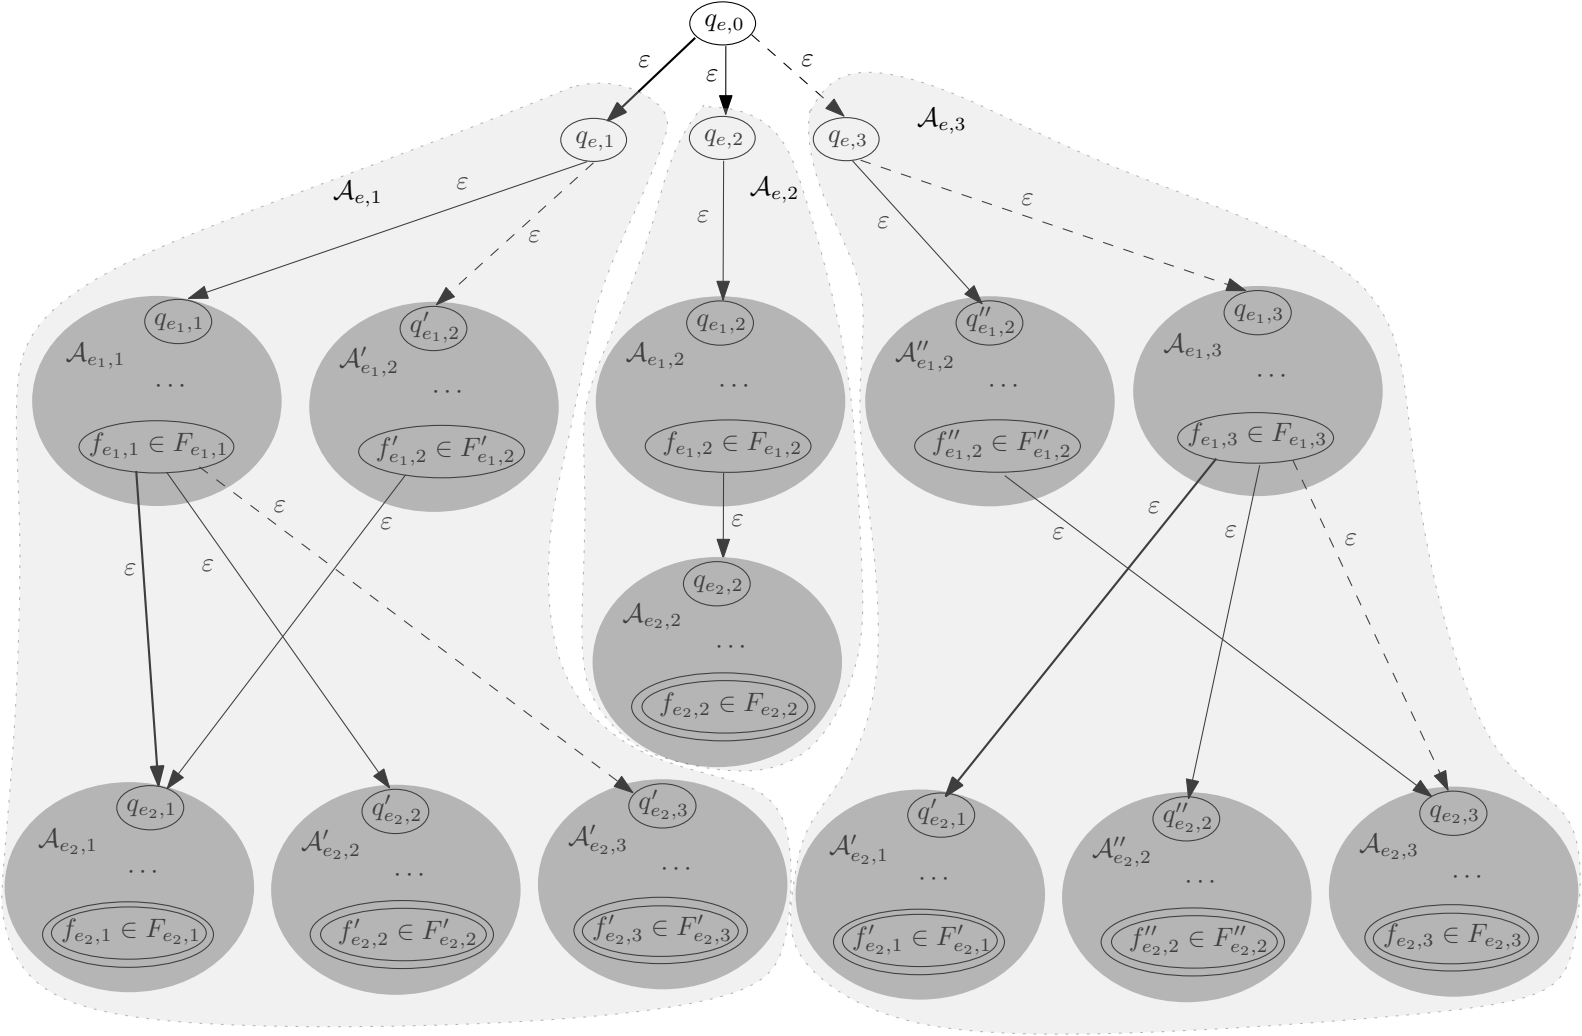 q_{e,0}
ε
ε
ε
𝒜_{e,3}
q_{e,1}
q_{e,2}
q_{e,3}
𝒜_{e,1}
𝒜_{e,2}
ε
ε
ε
ε
ε
q_{e_1,1}
q'_{e_1,2}
q_{e_1,2}
q''_{e_1,2}
q_{e_1,3}
𝒜_{e_1,1}
𝒜'_{e_1,2}
𝒜_{e_1,2}
𝒜''_{e_1,2}
𝒜_{e_1,3}
...
...
...
...
...
f_{e_1,1} ∈ F_{e_1,1}
f'_{e_1,2} ∈ F'_{e_1,2}
f_{e_1,2} ∈ F_{e_1,2}
f''_{e_1,2} ∈ F''_{e_1,2}
f_{e_1,3} ∈ F_{e_1,3}
ε
ε
ε
ε
ε
ε
ε
ε
ε
q_{e_2,2}
𝒜_{e_2,2}
...
f_{e_2,2} ∈ F_{e_2,2}
q_{e_2,1}
q'_{e_2,2}
q'_{e_2,3}
q'_{e_2,1}
q''_{e_2,2}
q_{e_2,3}
𝒜_{e_2,1}
𝒜'_{e_2,2}
𝒜'_{e_2,3}
𝒜'_{e_2,1}
𝒜''_{e_2,2}
𝒜_{e_2,3}
...
...
...
...
...
...
f_{e_2,1} ∈ F_{e_2,1}
f'_{e_2,2} ∈ F'_{e_2,2}
f'_{e_2,3} ∈ F'_{e_2,3}
f'_{e_2,1} ∈ F'_{e_2,1}
f''_{e_2,2} ∈ F''_{e_2,2}
f_{e_2,3} ∈ F_{e_2,3}